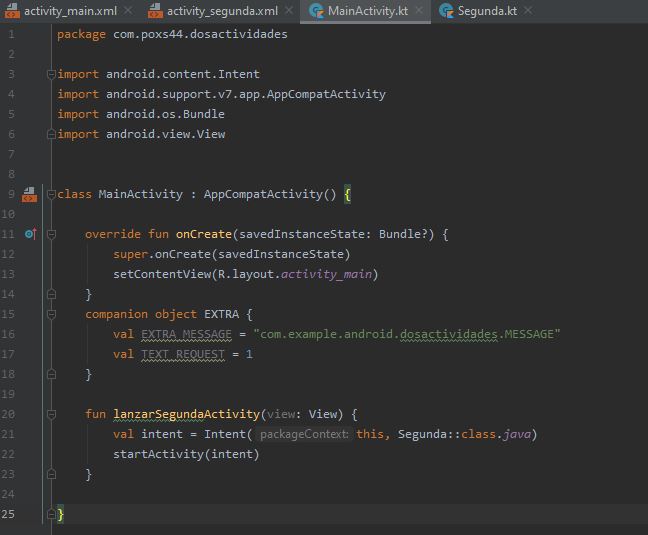 activity_main.xml × activity_segunda.xml × MainActivity.kt × Segunda.kt ×
1 package com.poxs44.dosactividades
2
3 import android.content.Intent
4 import android.support.v7.app.AppCompatActivity
5 import android.os.Bundle
6 import android.view.View
7
8
9 class MainActivity : AppCompatActivity() {
10
11 override fun onCreate(savedInstanceState: Bundle?) {
12 super.onCreate(savedInstanceState)
13 setContentView(R.layout.activity_main)
14 }
15 companion object EXTRA {
16 val EXTRA_MESSAGE = "com.example.android.dosactividades.MESSAGE"
17 val TEXT_REQUEST = 1
18 }
19
20 fun lanzarSegundaActivity(view: View) {
21 val intent = Intent( packageContext: this, Segunda::class.java)
22 startActivity(intent)
23 }
24
25 }